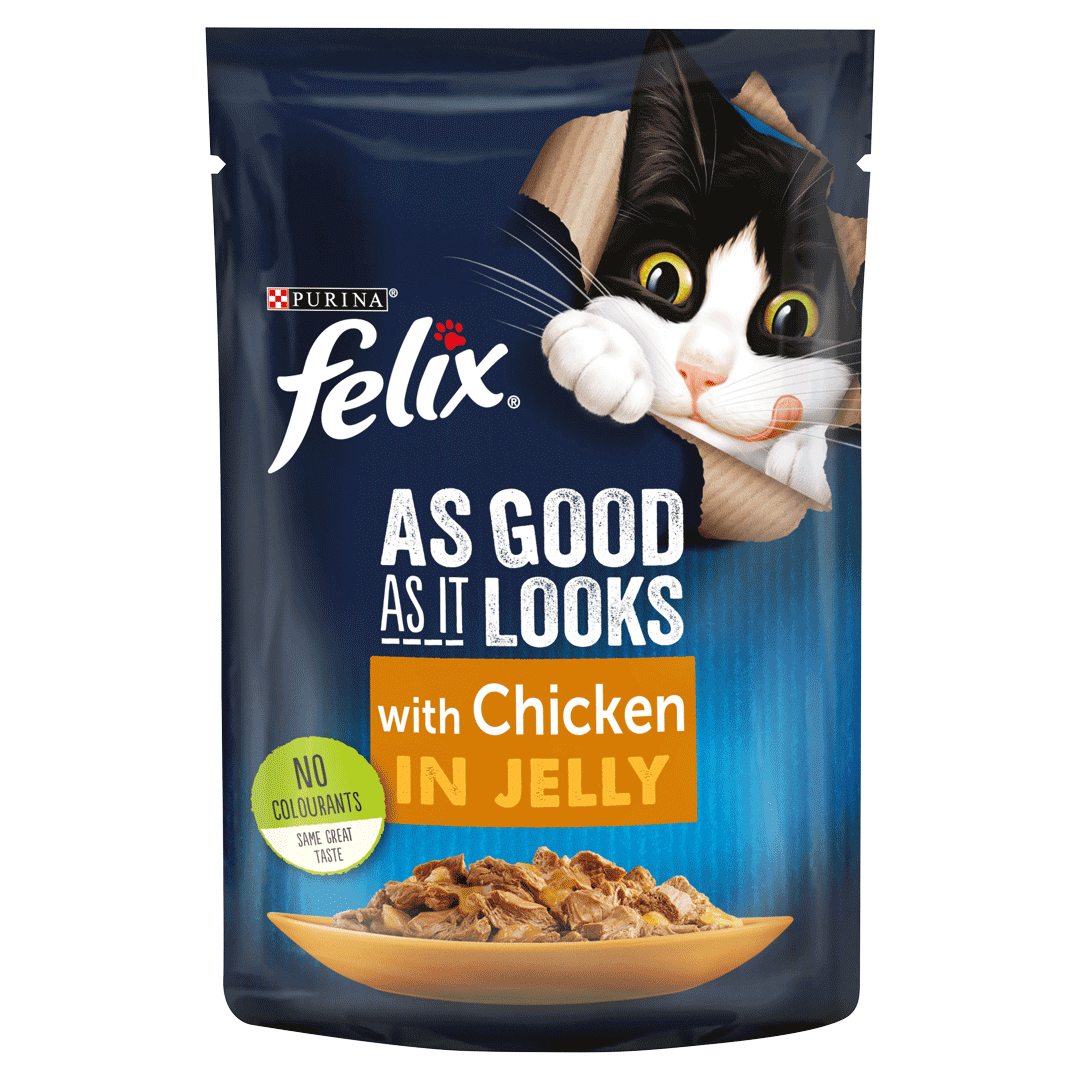 PURINA®
felix®
AS GOOD
AS IT LOOKS
with Chicken
IN JELLY
NO
COLOURANTS
SAME GREAT
TASTE